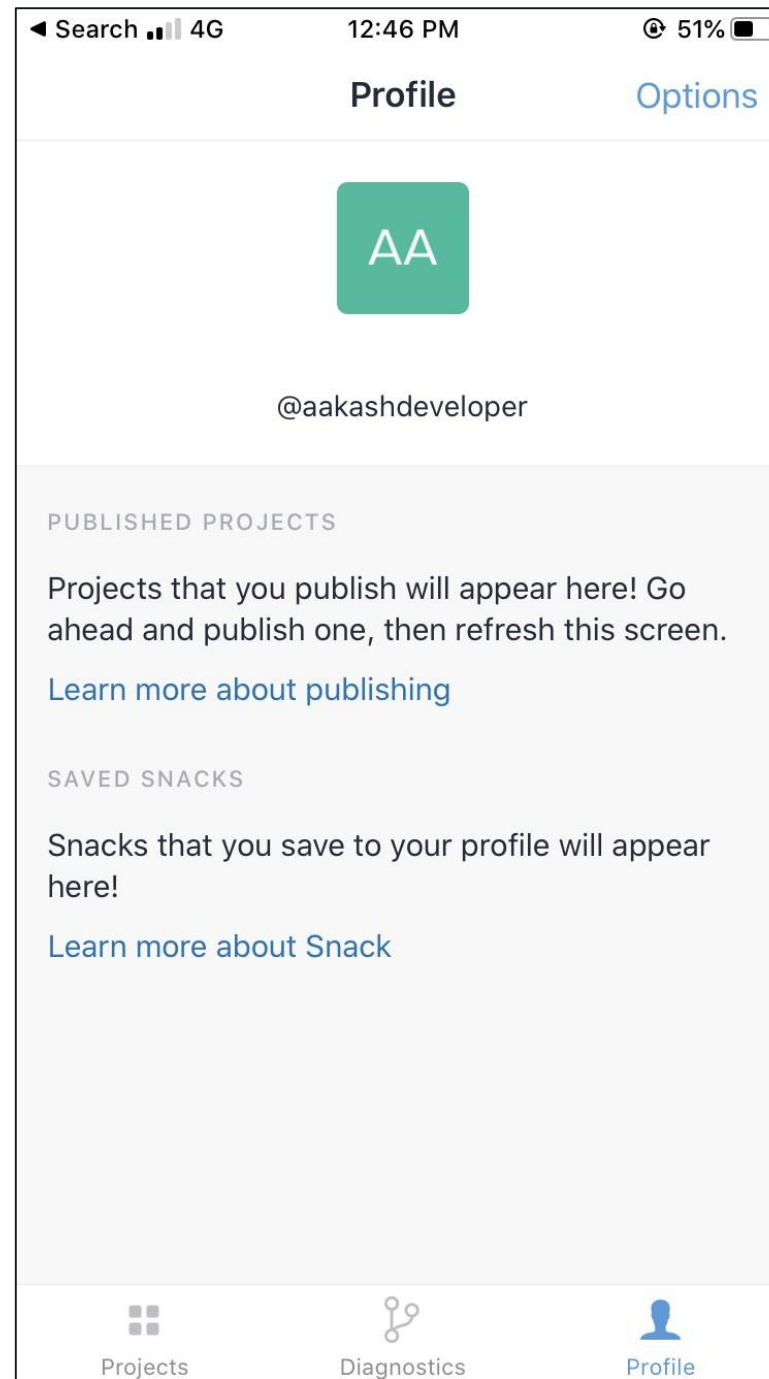 Search 4G 12:46 PM 51%
Profile Options
AA
@aakashdeveloper
PUBLISHED PROJECTS
Projects that you publish will appear here! Go
ahead and publish one, then refresh this screen.
Learn more about publishing
SAVED SNACKS
Snacks that you save to your profile will appear
here!
Learn more about Snack
Projects Diagnostics Profile